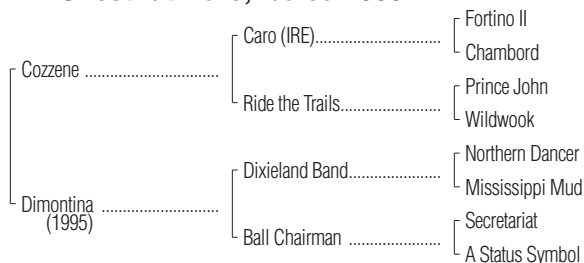 Fortino II
Caro (IRE)
Chambord
Cozzene
Prince John
Ride the Trails
Wildwook
Northern Dancer
Dixieland Band
Mississippi Mud
Dimontina
(1995)
Secretariat
Ball Chairman
A Status Symbol